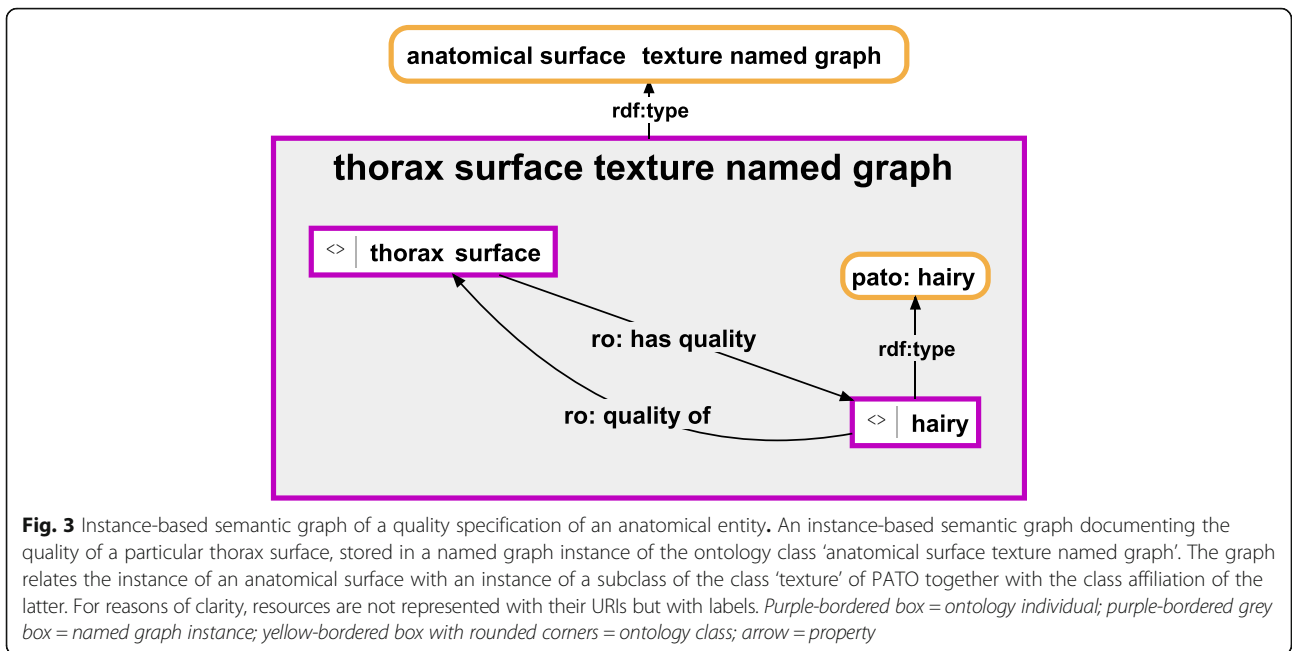 anatomical surface texture named graph
rdf:type
thorax surface texture named graph
<> thorax surface
pato: hairy
ro: has quality
rdf:type
ro: quality of
<> hairy
Fig. 3 Instance-based semantic graph of a quality specification of an anatomical entity. An instance-based semantic graph documenting the
quality of a particular thorax surface, stored in a named graph instance of the ontology class ‘anatomical surface texture named graph’. The graph
relates the instance of an anatomical surface with an instance of a subclass of the class ‘texture’ of PATO together with the class affiliation of the
latter. For reasons of clarity, resources are not represented with their URIs but with labels. Purple-bordered box = ontology individual; purple-bordered grey
box = named graph instance; yellow-bordered box with rounded corners = ontology class; arrow = property